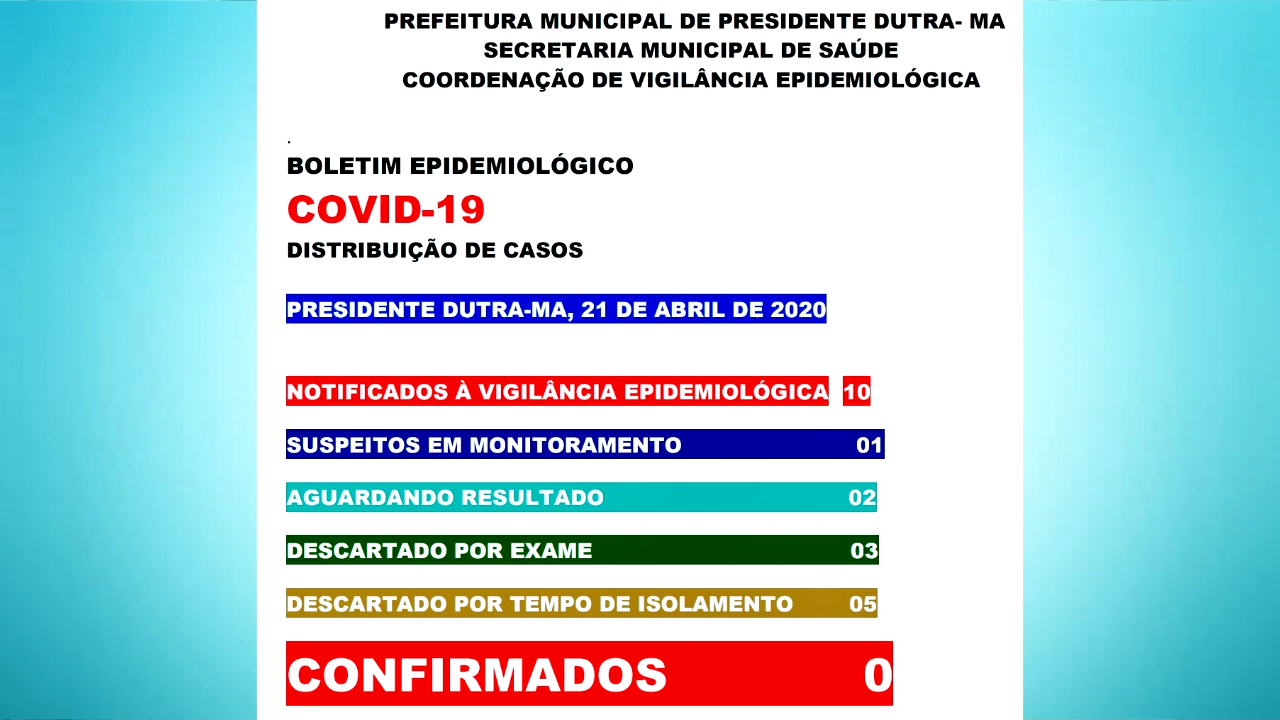 PREFEITURA MUNICIPAL DE PRESIDENTE DUTRA- MA
SECRETARIA MUNICIPAL DE SAÚDE
COORDENAÇÃO DE VIGILÂNCIA EPIDEMIOLÓGICA
.
BOLETIM EPIDEMIOLÓGICO
COVID-19
DISTRIBUIÇÃO DE CASOS
PRESIDENTE DUTRA-MA, 21 DE ABRIL DE 2020
NOTIFICADOS À VIGILÂNCIA EPIDEMIOLÓGICA 10
SUSPEITOS EM MONITORAMENTO 01
AGUARDANDO RESULTADO 02
DESCARTADO POR EXAME 03
DESCARTADO POR TEMPO DE ISOLAMENTO 05
CONFIRMADOS 0